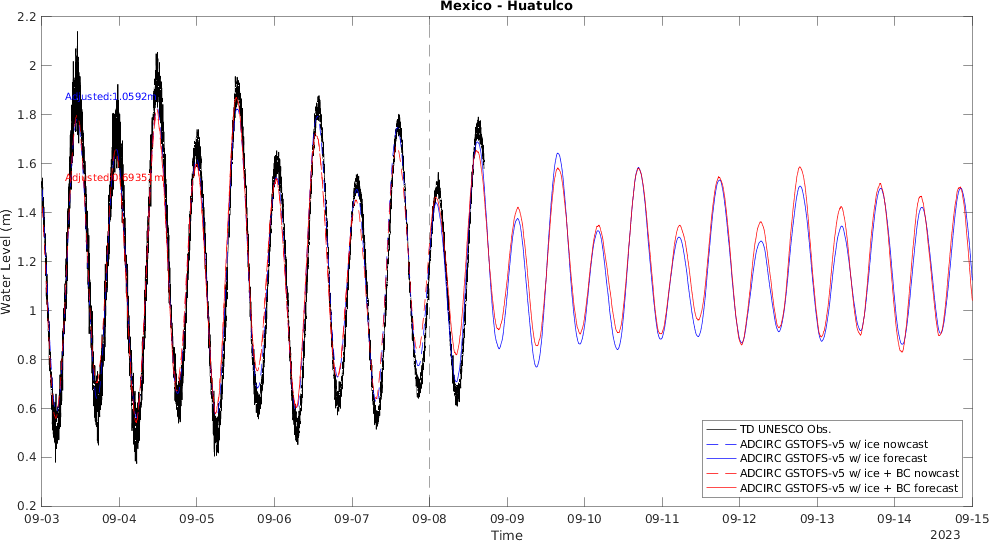 Mexico - Huatulco
Water Level (m)
2.2
2
1.8
1.6
1.4
1.2
1
0.8
0.6
0.4
0.2
Adjusted:1.0592m
TD UNESCO Obs.
ADCIRC GSTOFS-v5 w/ ice nowcast
ADCIRC GSTOFS-v5 w/ ice forecast
ADCIRC GSTOFS-v5 w/ ice + BC nowcast
ADCIRC GSTOFS-v5 w/ ice + BC forecast
09-03 09-04 09-05 09-06 09-07 09-08 09-09 09-10 09-11 09-12 09-13 09-14 09-15
Time
2023